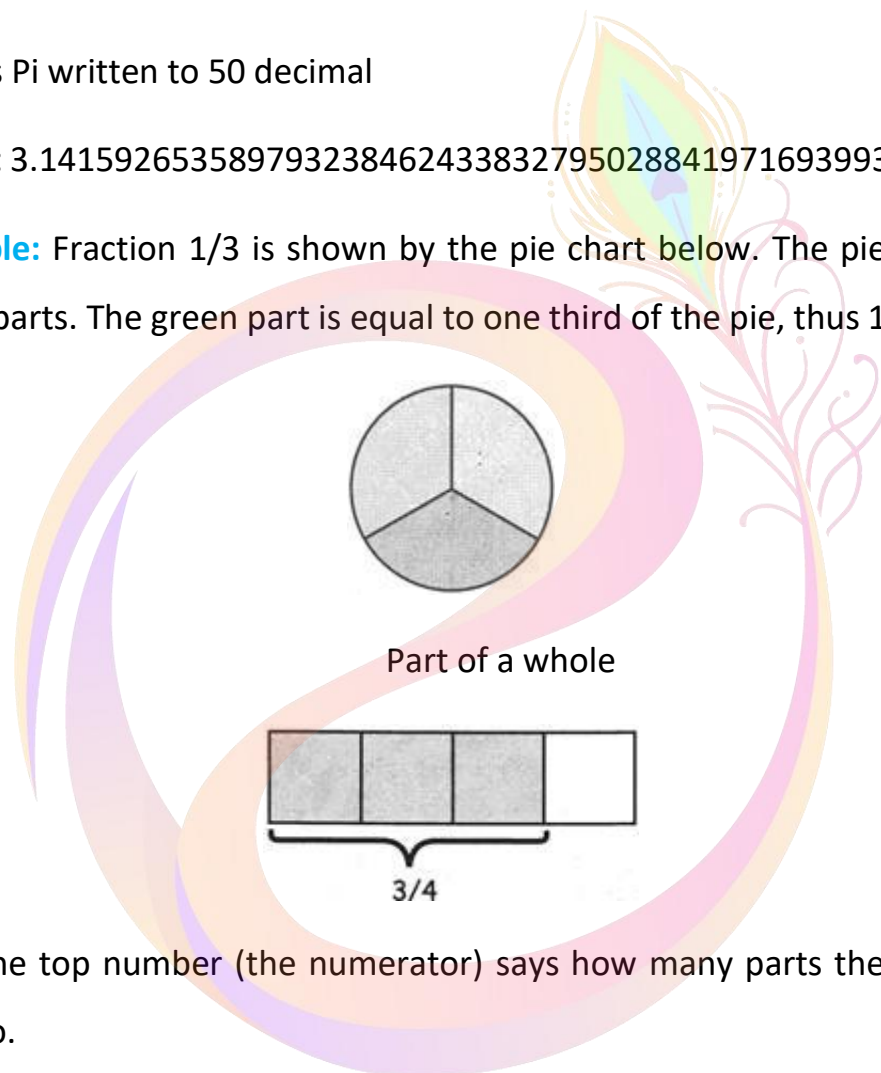 s Pi written to 50 decimal
: 3.141592653589793238462433832795028841971693993
ple: Fraction 1/3 is shown by the pie chart below. The pie
parts. The green part is equal to one third of the pie, thus 1
Part of a whole
3/4
he top number (the numerator) says how many parts the
o.